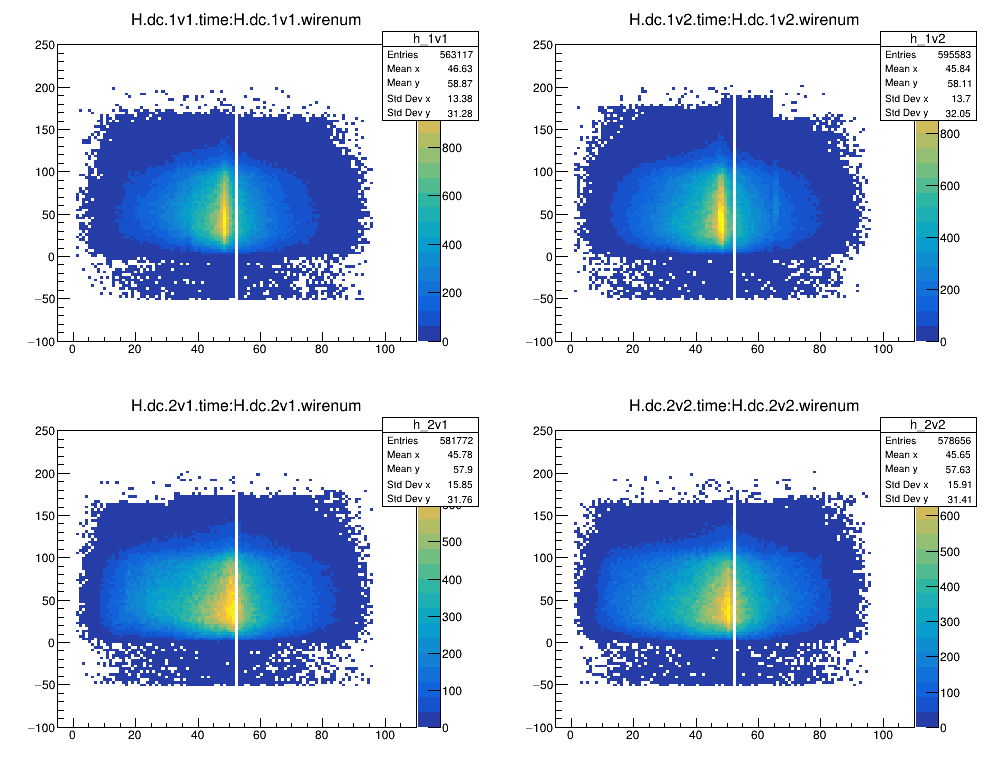 H.dc.1v1.time:H.dc.1v1.wirenum
h_1v1
Entries 563117
Mean x 46.63
Mean y 58.87
Std Dev x 13.38
Std Dev y 31.28
250
200
150
100
50
0
−50
−100
0 20 40 60 80 100
800
600
400
200
0
H.dc.1v2.time:H.dc.1v2.wirenum
h_1v2
Entries 595583
Mean x 45.84
Mean y 58.11
Std Dev x 13.7
Std Dev y 32.05
250
200
150
100
50
0
−50
−100
0 20 40 60 80 100
800
600
400
200
0
H.dc.2v1.time:H.dc.2v1.wirenum
h_2v1
Entries 581772
Mean x 45.78
Mean y 57.9
Std Dev x 15.85
Std Dev y 31.76
250
200
150
100
50
0
−50
−100
0 20 40 60 80 100
500
400
300
200
100
0
H.dc.2v2.time:H.dc.2v2.wirenum
h_2v2
Entries 578656
Mean x 45.65
Mean y 57.63
Std Dev x 15.91
Std Dev y 31.41
250
200
150
100
50
0
−50
−100
0 20 40 60 80 100
600
500
400
300
200
100
0